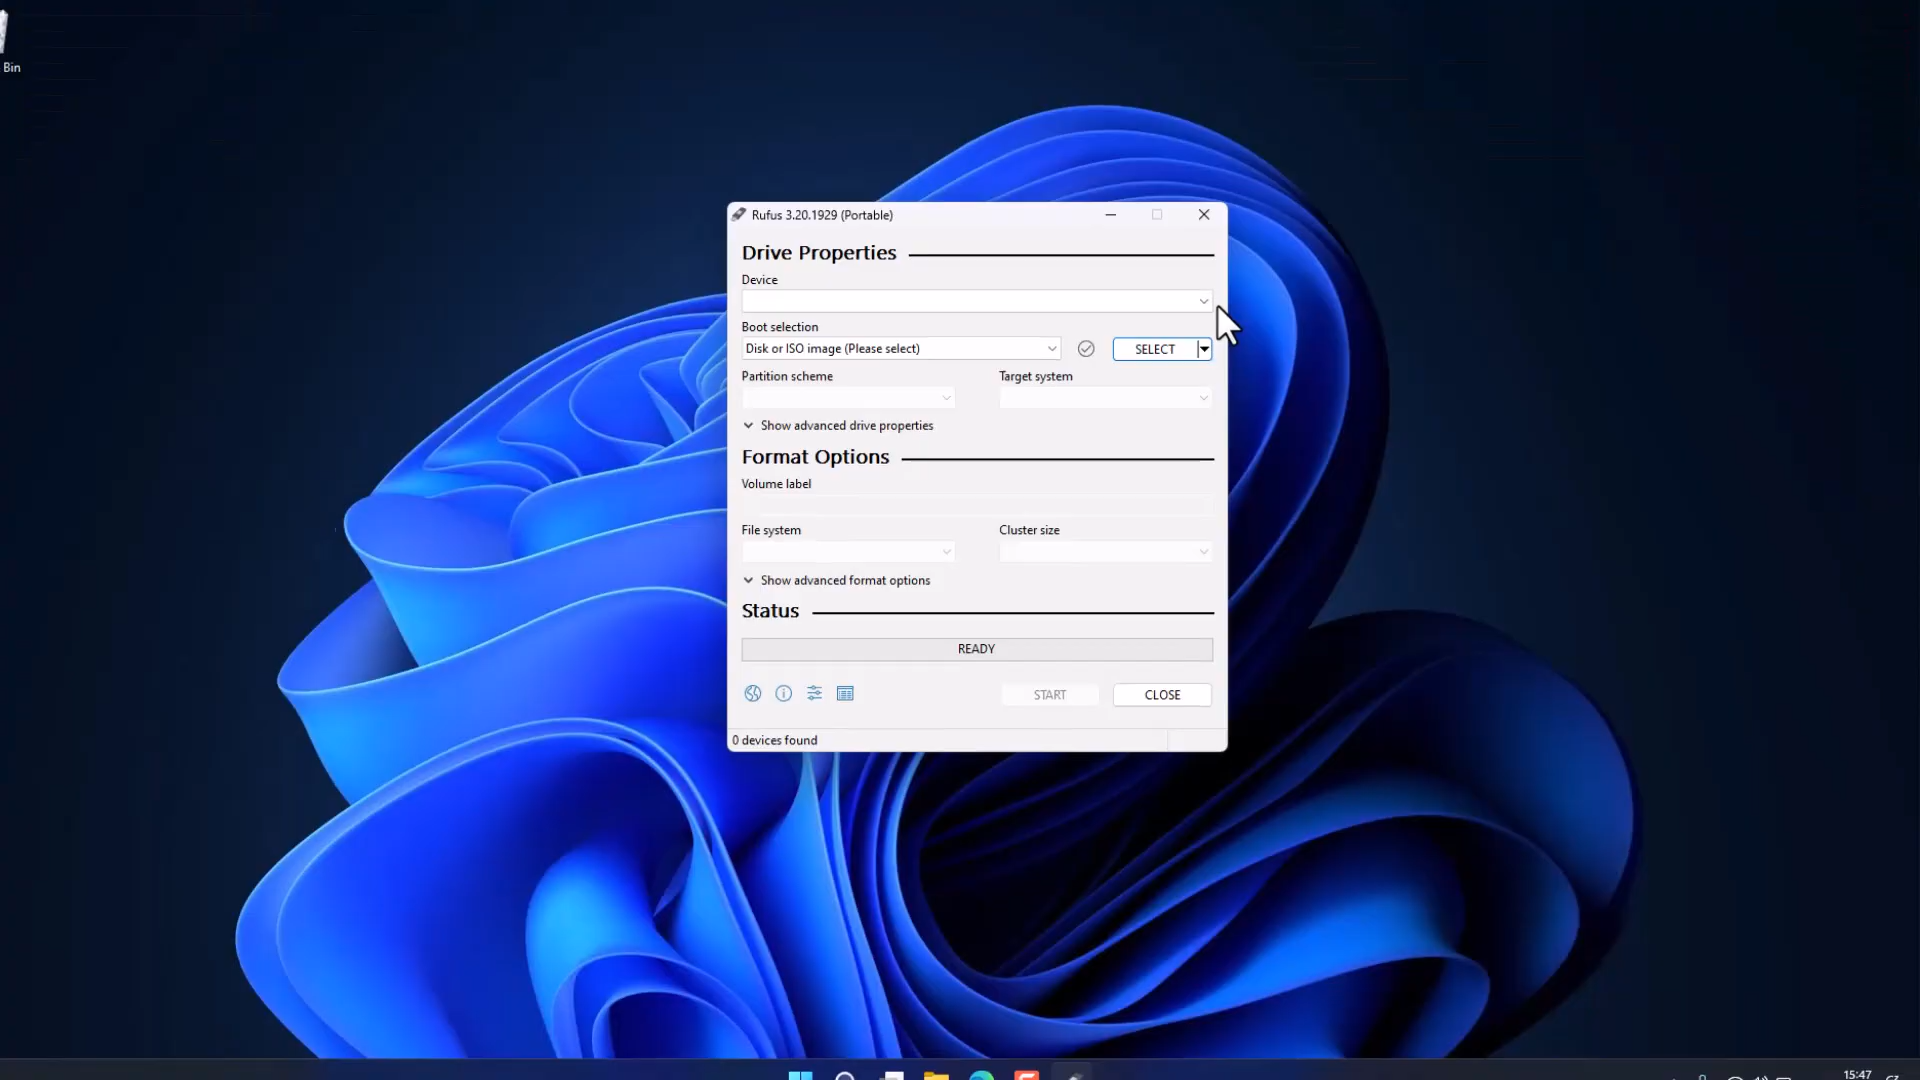 Bin
Rufus 3.20.1929 (Portable)
Drive Properties
Device
Boot selection
Disk or ISO image (Please select)
SELECT
Partition scheme
Target system
Show advanced drive properties
Format Options
Volume label
File system
Cluster size
Show advanced format options
Status
READY
START
CLOSE
0 devices found
15:47